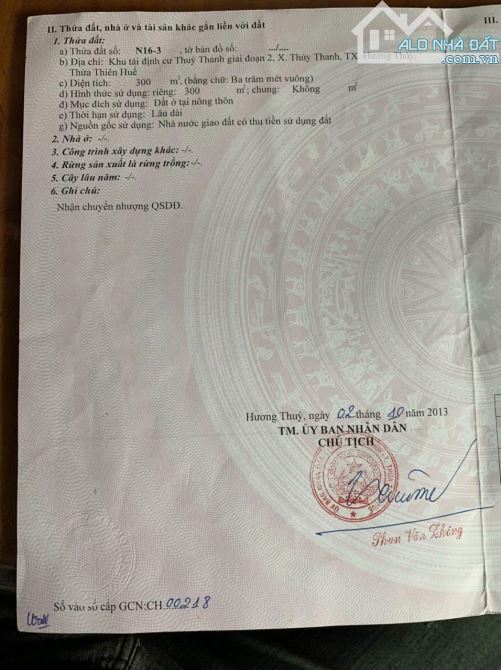 II. Thửa đất, nhà ở và tài sản khác gắn liền với đất
III.
1. Thửa đất:
a) Thửa đất số: N16-3 , tờ bản đồ số: .../....
b) Địa chỉ: Khu tái định cư Thuỷ Thanh giai đoạn 2, X. Thủy Thanh, TX. Hương Thủy,
Thừa Thiên Huế
c) Diện tích: 300 m², (bằng chữ: Ba trăm mét vuông)
d) Hình thức sử dụng: riêng: 300 m²; chung: Không m²
đ) Mục đích sử dụng: Đất ở tại nông thôn
e) Thời hạn sử dụng: Lâu dài
g) Nguồn gốc sử dụng: Nhà nước giao đất có thu tiền sử dụng đất
2. Nhà ở: -/-.
3. Công trình xây dựng khác: -/-.
4. Rừng sản xuất là rừng trồng: -/-.
5. Cây lâu năm: -/-.
6. Ghi chú:
Nhận chuyển nhượng QSDĐ.
ALO NHÀ ĐẤT
Hương Thuỷ, ngày 02 tháng 10 năm 2013
TM. ỦY BAN NHÂN DÂN
CHỦ TỊCH
Phan Văn Thông
Số vào sổ cấp GCN:CH.00218